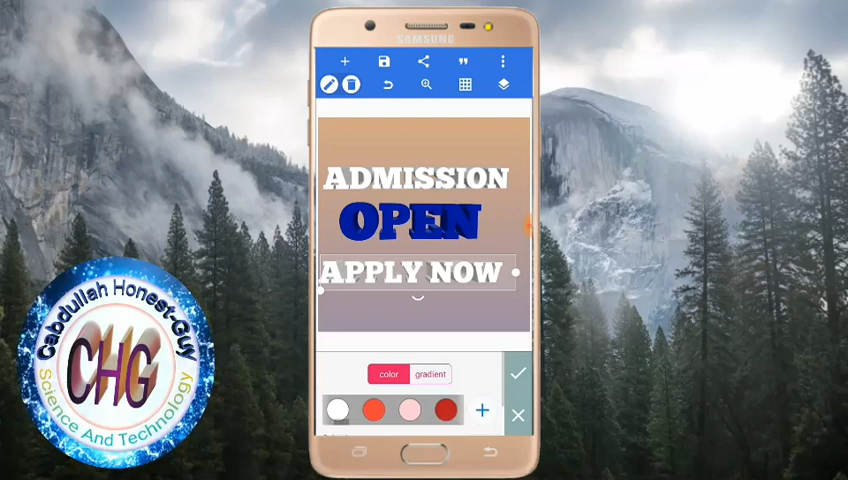 SAMSUNG
ADMISSION
OPEN
APPLY NOW
color gradient
Cabdullah Honest-Guy
CHG
Science And Technology